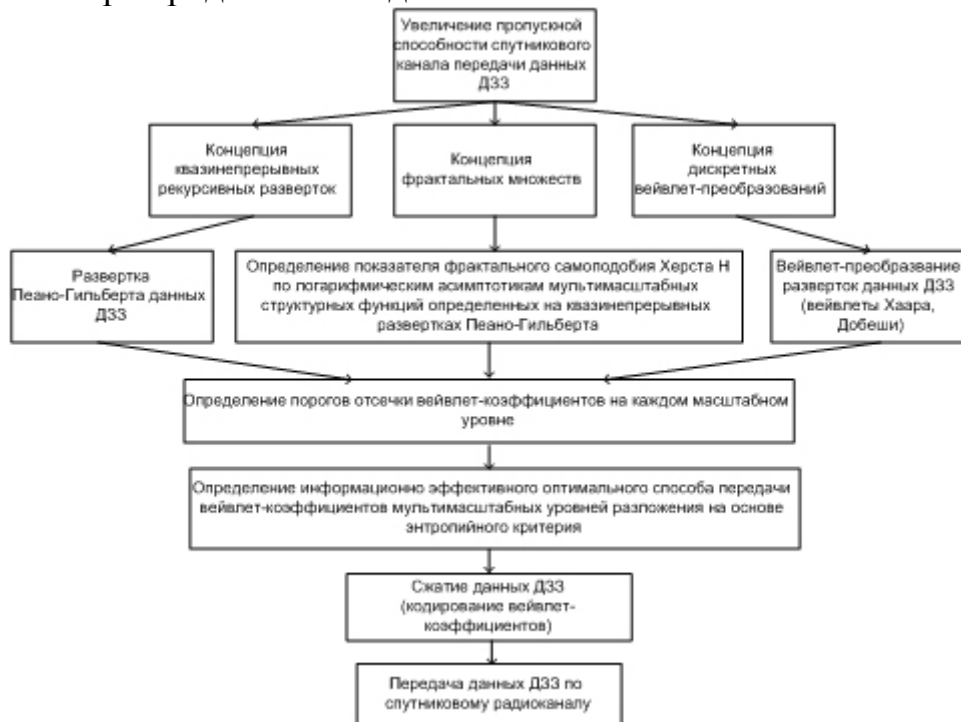 Увеличение пропускной
способности спутникового
канала передачи данных
ДЗЗ
Концепция
квазинепрерывных
рекурсивных разверток
Концепция
фрактальных множеств
Концепция
дискретных
вейвлет-преобразований
Развертка
Пеано-Гильберта данных
ДЗЗ
Определение показателя фрактального самоподобия Херста H
по логарифмическим асимптотикам мультимасштабных
структурных функций определенных на квазинепрерывных
развертках Пеано-Гильберта
Вейвлет-преобразвание
разверток данных ДЗЗ
(вейвлеты Хаара,
Добеши)
Определение порогов отсечки вейвлет-коэффициентов на каждом масштабном
уровне
Определение информационно эффективного оптимального способа передачи
вейвлет-коэффициентов мультимасштабных уровней разложения на основе
энтропийного критерия
Сжатие данных ДЗЗ
(кодирование вейвлет-
коэффициентов)
Передача данных ДЗЗ по
спутниковому радиоканалу